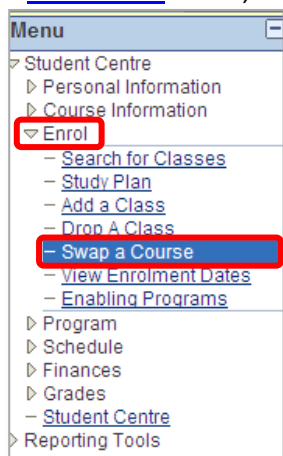 Menu
Student Centre
Personal Information
Course Information
Enrol
– Search for Classes
– Study Plan
– Add a Class
– Drop A Class
– Swap a Course
– View Enrolment Dates
– Enabling Programs
Program
Schedule
Finances
Grades
– Student Centre
Reporting Tools